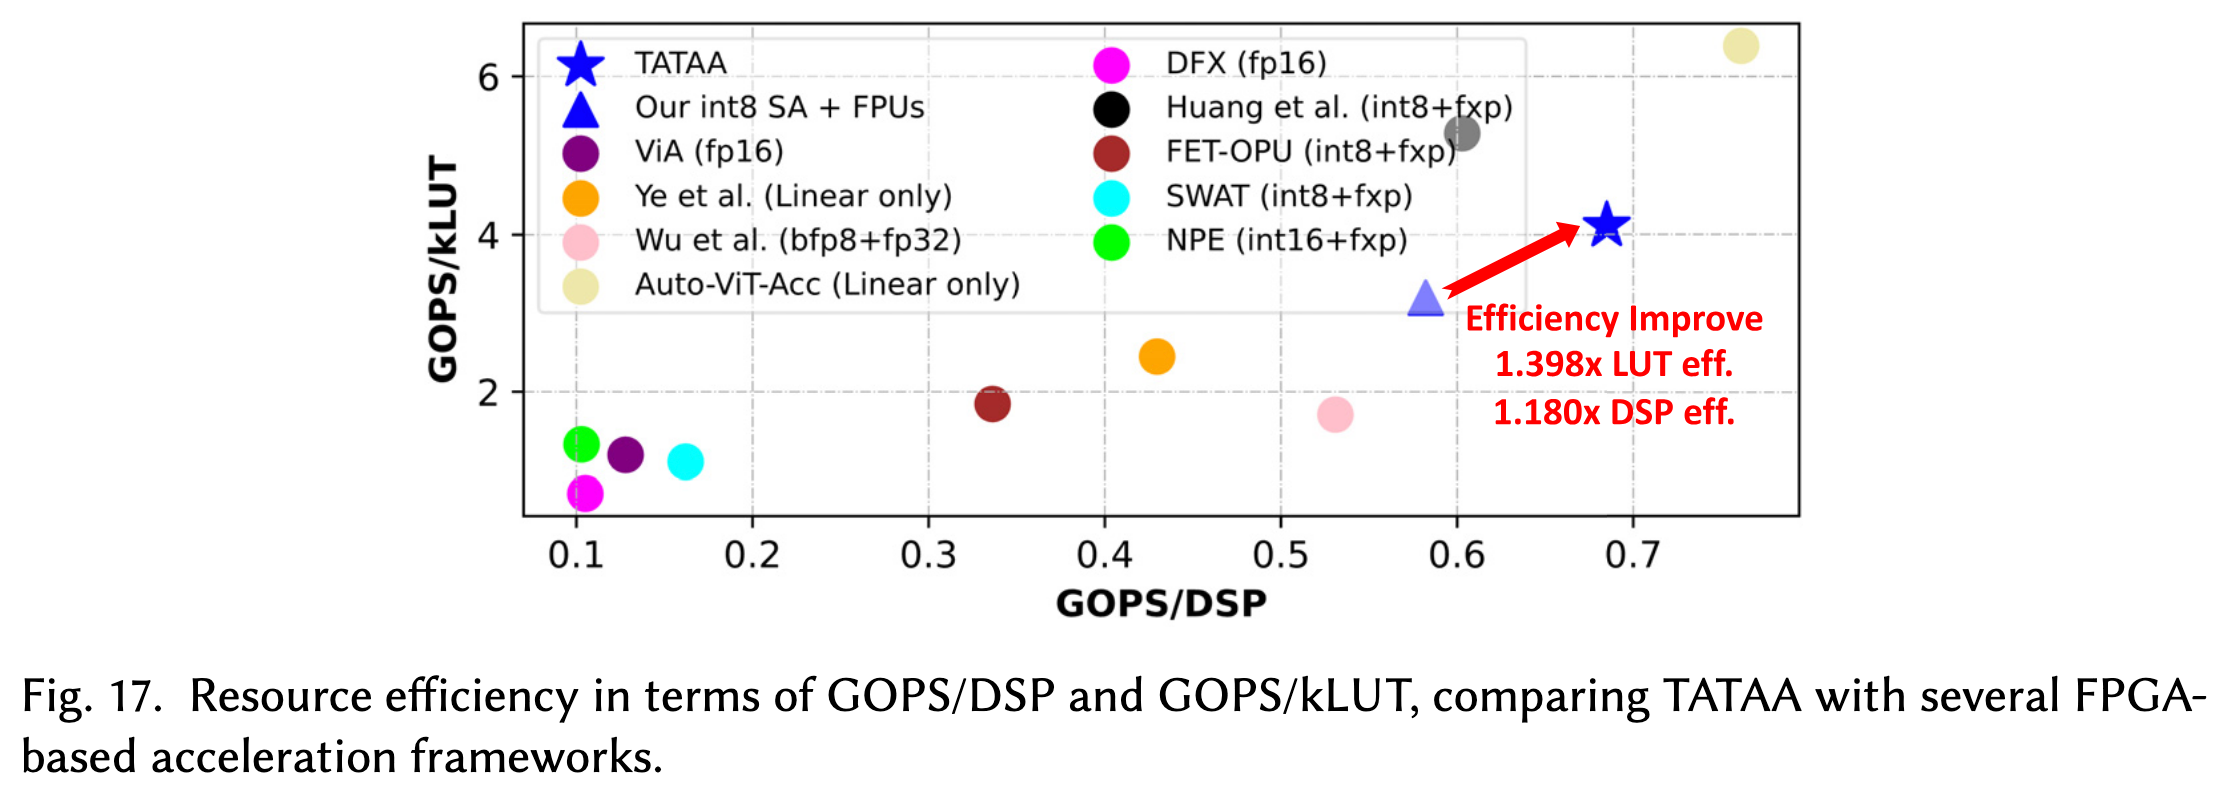 TATAA
Our int8 SA + FPUs
ViA (fp16)
Ye et al. (Linear only)
Wu et al. (bfp8+fp32)
Auto-ViT-Acc (Linear only)
DFX (fp16)
Huang et al. (int8+fxp)
FET-OPU (int8+fxp)
SWAT (int8+fxp)
NPE (int16+fxp)
6
4
2
GOPS/kLUT
Efficiency Improve
1.398x LUT eff.
1.180x DSP eff.
0.1 0.2 0.3 0.4 0.5 0.6 0.7
GOPS/DSP
Fig. 17. Resource efficiency in terms of GOPS/DSP and GOPS/kLUT, comparing TATAA with several FPGA-
based acceleration frameworks.